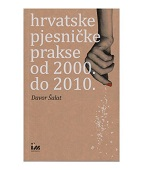 hrvatske
pjesničke
prakse
od 2000.
do 2010.
Davor Šalat